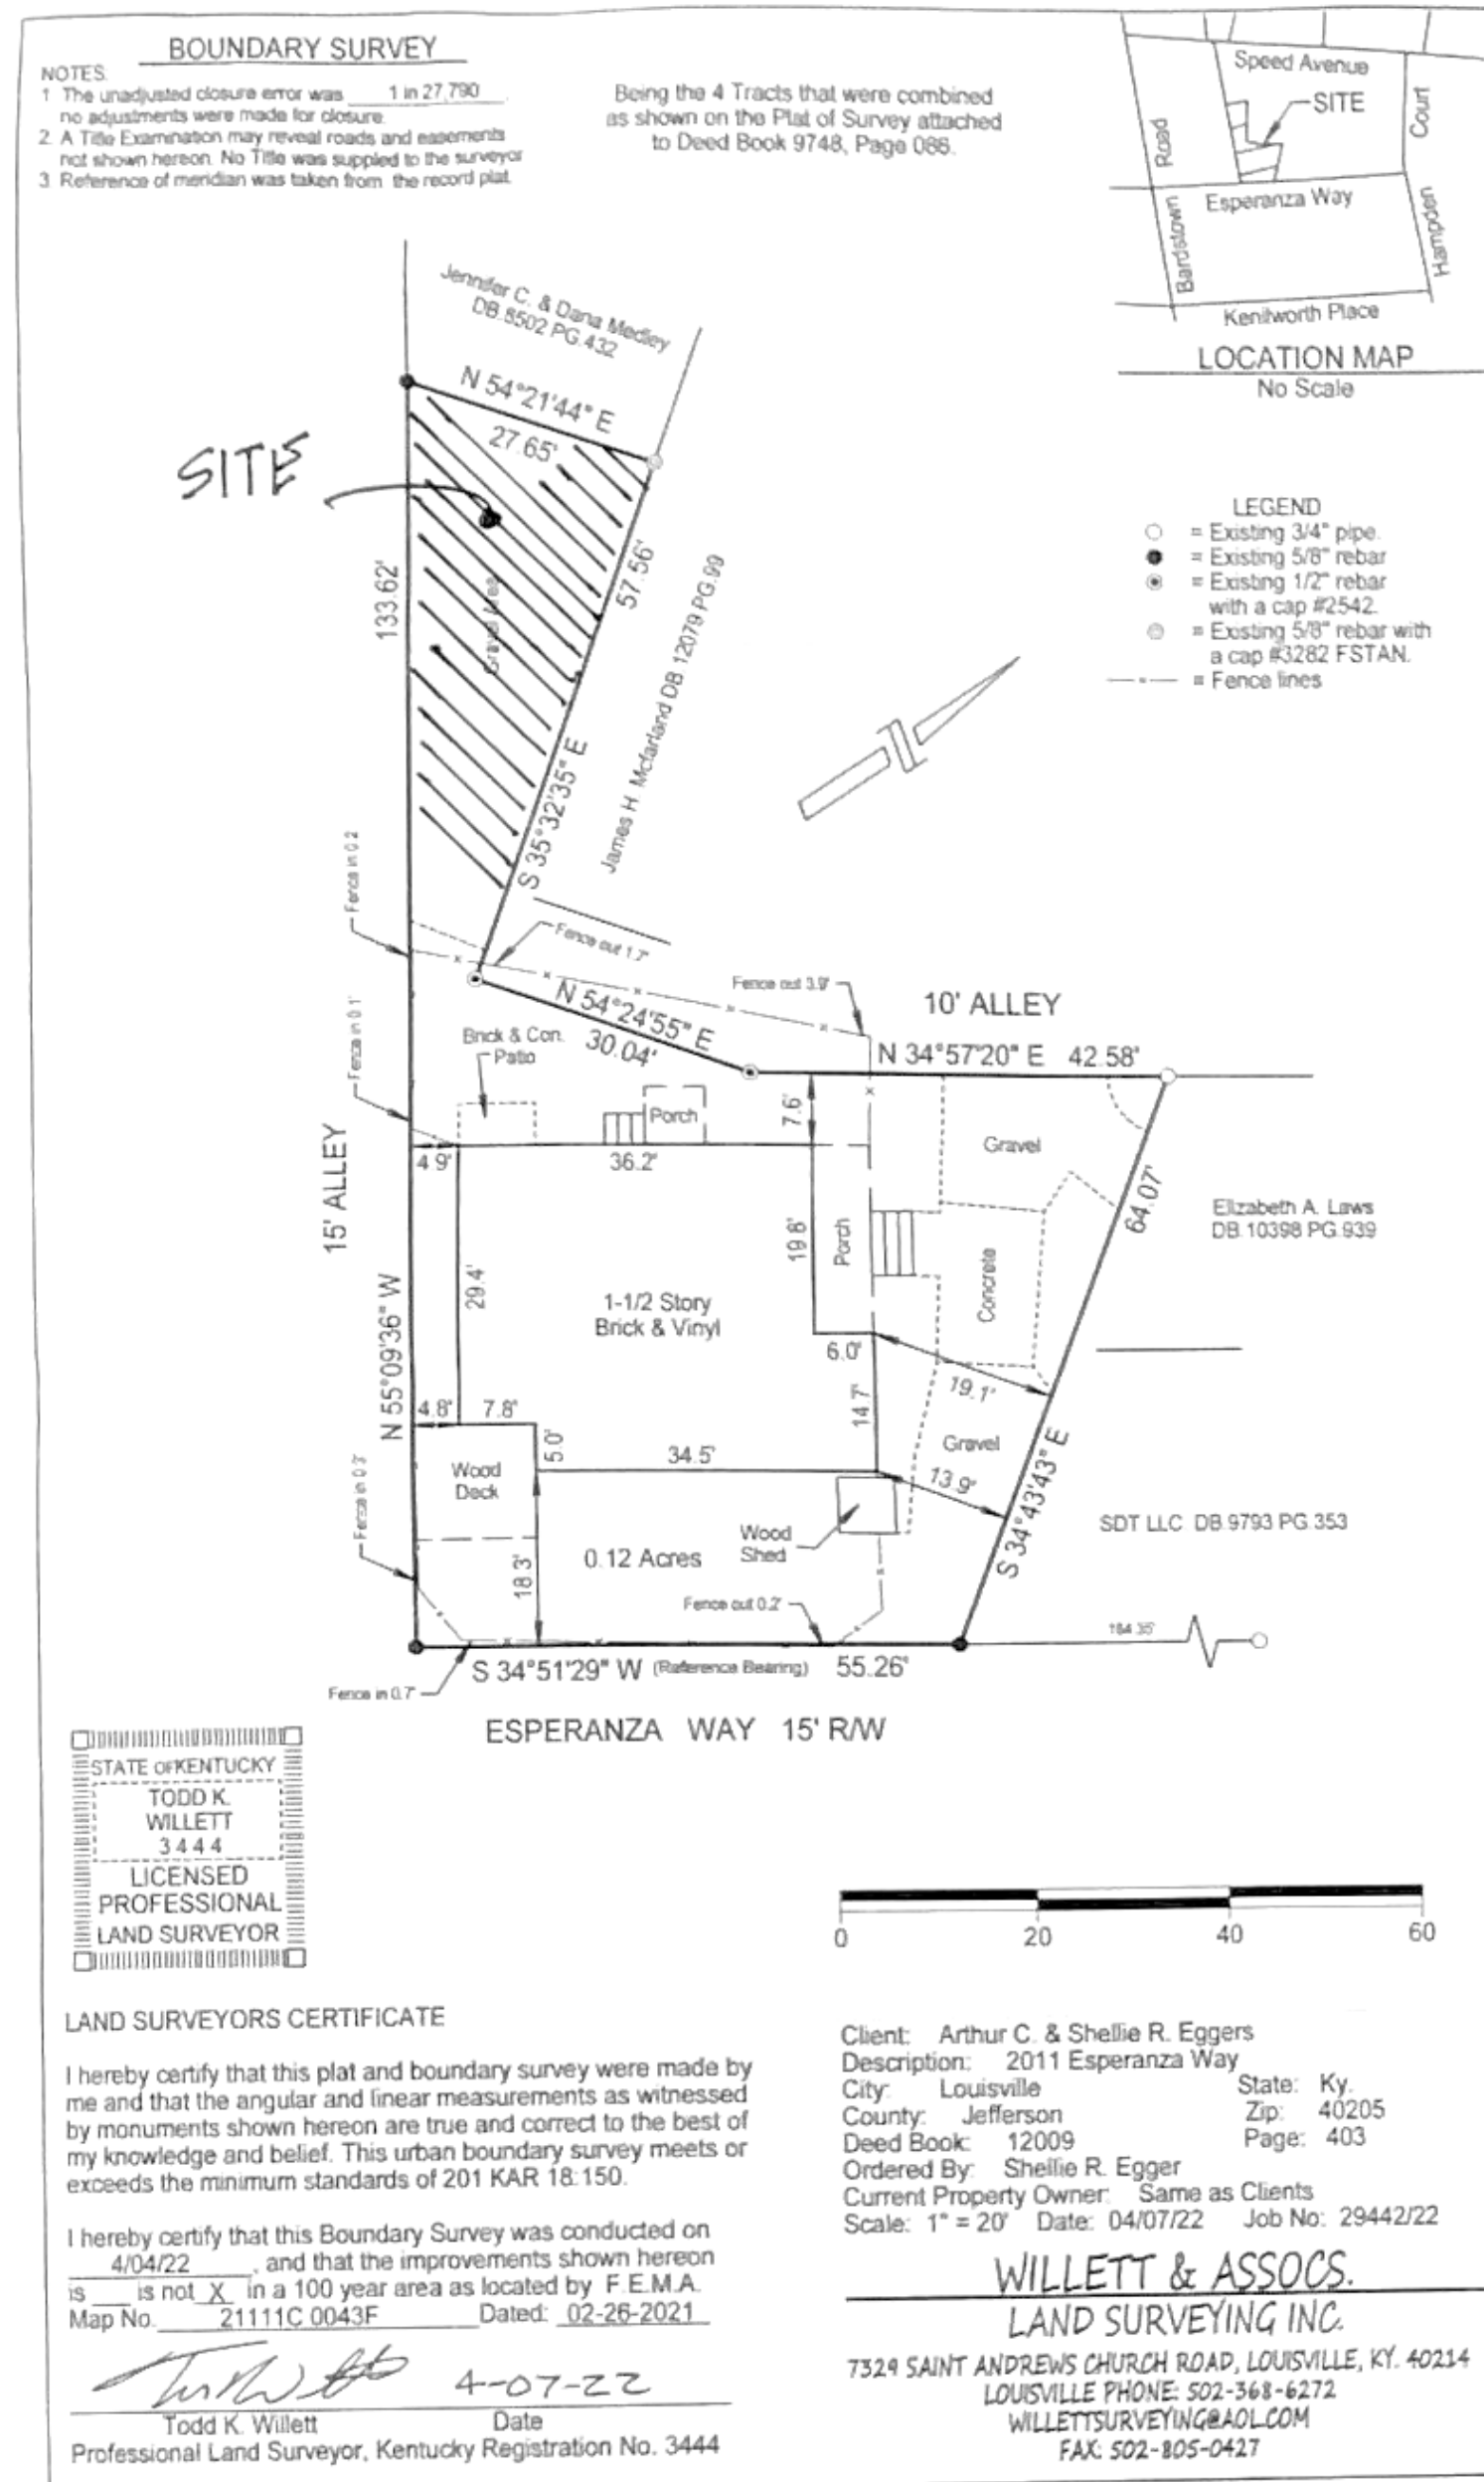 BOUNDARY SURVEY
NOTES.
1 The unadjusted closure error was 1 in 27,790
no adjustments were made for closure.
2. A Title Examination may reveal roads and easements
not shown hereon. No Title was suppled to the surveyor
3. Reference of meridian was taken from the record plat.
Being the 4 Tracts that were combined
as shown on the Plat of Survey attached
to Deed Book 9748, Page 086.
Speed Avenue
SITE
Road
Court
Esperanza Way
Bardstown
Hampden
Kenilworth Place
LOCATION MAP
No Scale
Jennifer C. & Dana Medley
DB.8502 PG.432
N 54°21'44" E
27.65'
SITE
133.62'
Gravel Area
57.56'
James H. Mcfarland DB 12079 PG.99
S 35°32'35" E
LEGEND
= Existing 3/4" pipe.
= Existing 5/8" rebar
= Existing 1/2" rebar
with a cap #2542.
= Existing 5/8" rebar with
a cap #3282 FSTAN.
= Fence lines
Fence in 0.2
Fence out 1.7'
Fence out 3.9'
10' ALLEY
N 54°24'55" E
30.04'
N 34°57'20" E 42.58'
Fence in 0.1'
Brick & Con.
Patio
Porch
7.6'
Gravel
4.9'
36.2'
15' ALLEY
64.07'
Elizabeth A. Laws
DB.10398 PG.939
19.8'
Porch
Concrete
29.4'
1-1/2 Story
Brick & Vinyl
N 55°09'36" W
6.0'
19.1'
4.8'
7.8'
14.7'
5.0'
34.5'
Gravel
13.9'
S 34°43'43" E
Wood
Deck
Fence in 0.3'
SDT LLC DB.9793 PG.353
Wood
Shed
0.12 Acres
18.3'
Fence out 0.2'
184.35'
S 34°51'29" W (Reference Bearing) 55.26'
Fence in 0.7'
ESPERANZA WAY 15' R/W
STATE OF KENTUCKY
TODD K.
WILLETT
3444
LICENSED
PROFESSIONAL
LAND SURVEYOR
0 20 40 60
LAND SURVEYORS CERTIFICATE
I hereby certify that this plat and boundary survey were made by
me and that the angular and linear measurements as witnessed
by monuments shown hereon are true and correct to the best of
my knowledge and belief. This urban boundary survey meets or
exceeds the minimum standards of 201 KAR 18:150.
I hereby certify that this Boundary Survey was conducted on
4/04/22, and that the improvements shown hereon
is ___ is not X in a 100 year area as located by F.E.M.A.
Map No. 21111C 0043F Dated: 02-26-2021
4-07-22
Todd K. Willett Date
Professional Land Surveyor, Kentucky Registration No. 3444
Client: Arthur C. & Shellie R. Eggers
Description: 2011 Esperanza Way
City: Louisville State: Ky.
County: Jefferson Zip: 40205
Deed Book: 12009 Page: 403
Ordered By: Shellie R. Egger
Current Property Owner: Same as Clients
Scale: 1" = 20' Date: 04/07/22 Job No: 29442/22
WILLETT & ASSOCS.
LAND SURVEYING INC.
7329 SAINT ANDREWS CHURCH ROAD, LOUISVILLE, KY. 40214
LOUISVILLE PHONE: 502-368-6272
WILLETTSURVEYING@AOL.COM
FAX: 502-805-0427